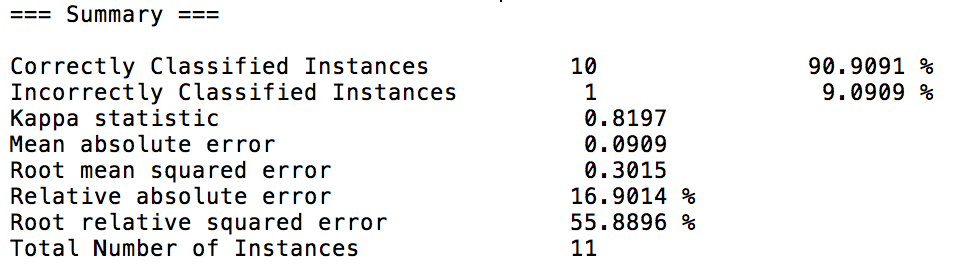 === Summary ===
Correctly Classified Instances 10 90.9091 %
Incorrectly Classified Instances 1 9.0909 %
Kappa statistic 0.8197
Mean absolute error 0.0909
Root mean squared error 0.3015
Relative absolute error 16.9014 %
Root relative squared error 55.8896 %
Total Number of Instances 11